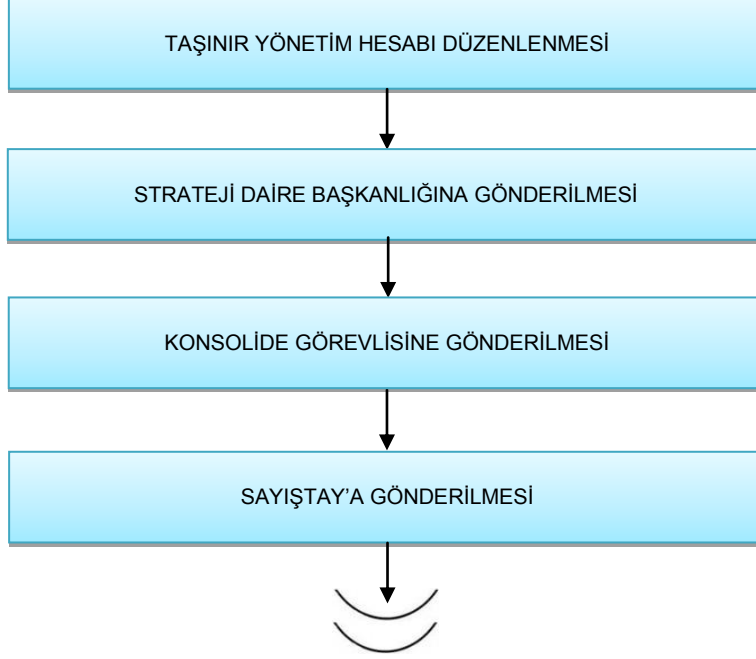 TAŞINIR YÖNETİM HESABI DÜZENLENMESİ
STRATEJİ DAİRE BAŞKANLIĞINA GÖNDERİLMESİ
KONSOLİDE GÖREVLİSİNE GÖNDERİLMESİ
SAYIŞTAY’A GÖNDERİLMESİ